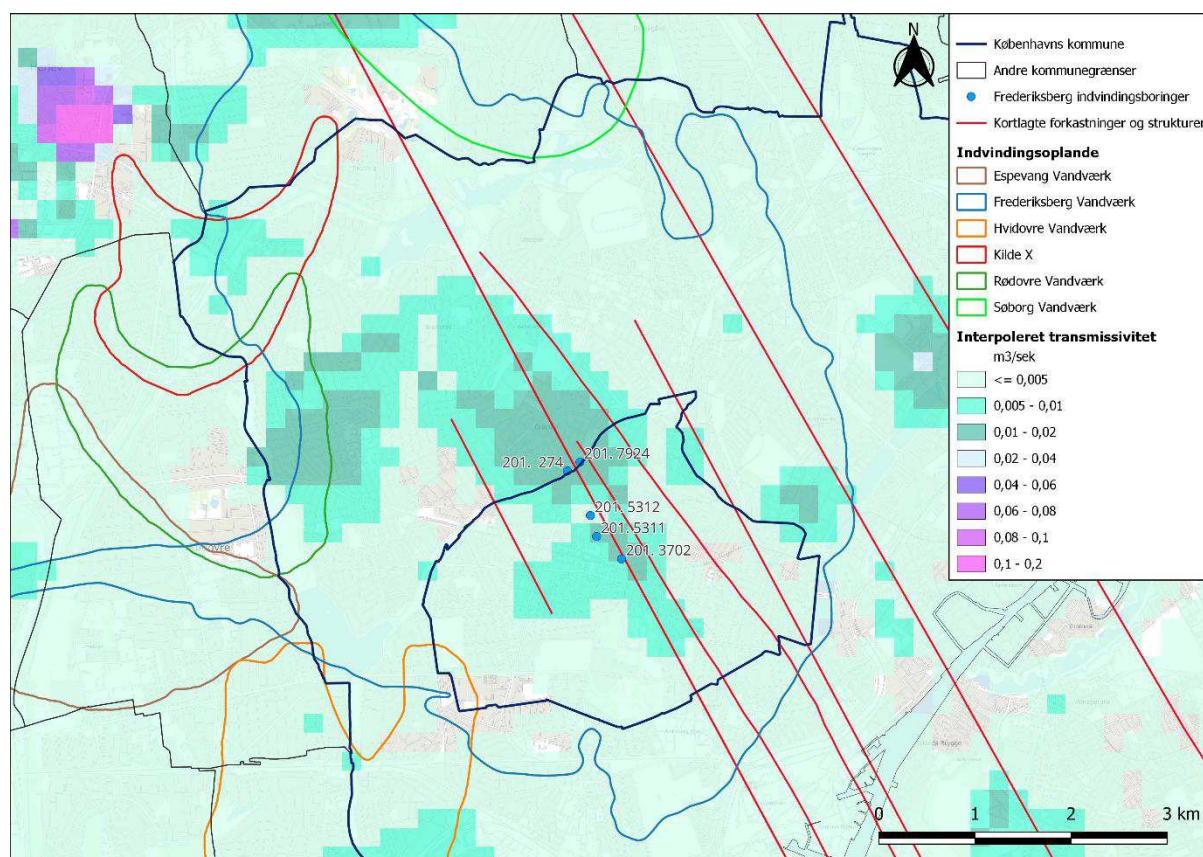 N
Københavns kommune
Andre kommunegrænser
Frederiksberg indvindingsboringer
Kortlagte forkastninger og strukturer
Indvindingsoplande
Espevang Vandværk
Frederiksberg Vandværk
Hvidovre Vandværk
Kilde X
Rødovre Vandværk
Søborg Vandværk
Interpoleret transmissivitet
m3/sek
<= 0,005
0,005 - 0,01
0,01 - 0,02
0,02 - 0,04
0,04 - 0,06
0,06 - 0,08
0,08 - 0,1
0,1 - 0,2
201. 7924
201. 274
201. 5312
201. 5311
201. 3702
0 1 2 3 km